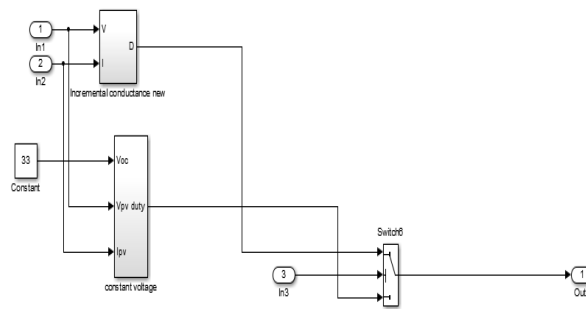 1
In1
2
In2
V
I
D
Incremental conductance new
33
Constant
Voc
Vpv duty
Ipv
constant voltage
3
In3
Switch6
1
Out